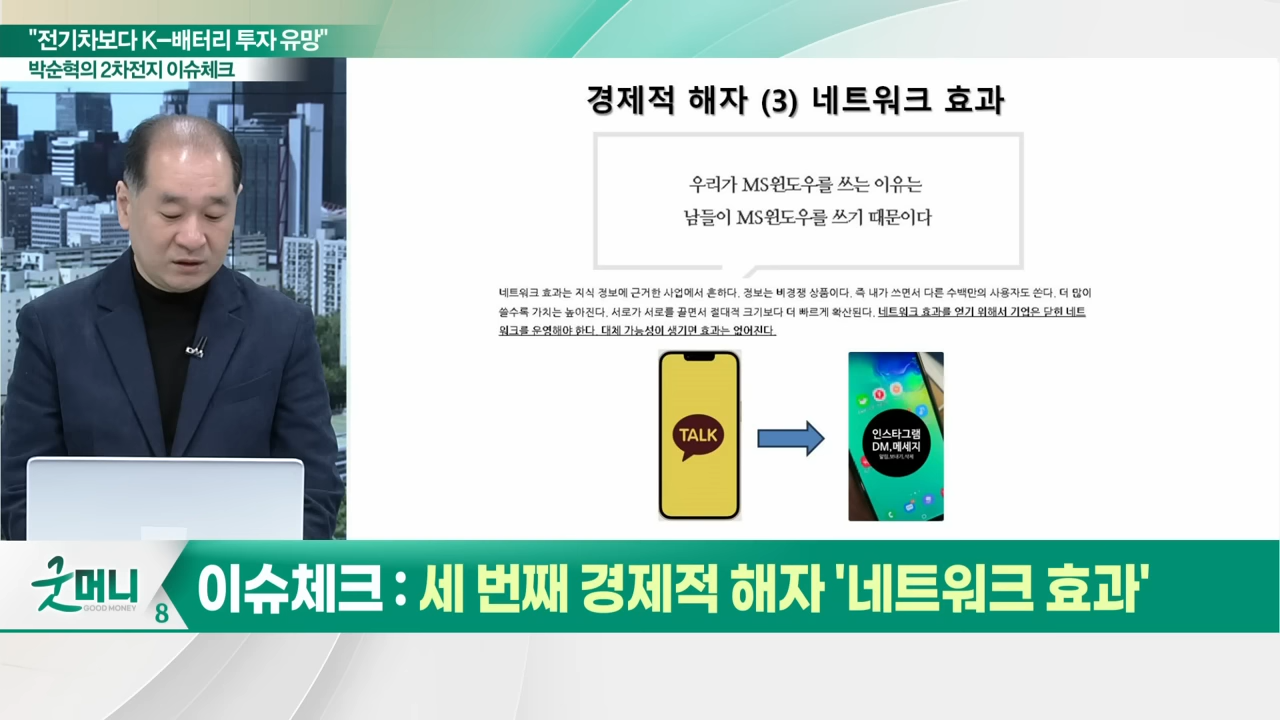 "전기차보다 K-배터리 투자 유망"
박순혁의 2차전지 이슈체크
경제적 해자 (3) 네트워크 효과
우리가 MS윈도우를 쓰는 이유는
남들이 MS윈도우를 쓰기 때문이다
네트워크 효과는 지식 정보에 근거한 사업에서 흔하다. 정보는 비경쟁 상품이다. 즉 내가 쓰면서 다른 수백만의 사용자도 쓴다. 더 많이
쓸수록 가치는 높아진다. 서로가 서로를 끌면서 절대적 크기보다 더 빠르게 확산된다. 네트워크 효과를 얻기 위해서 기업은 닫힌 네트
워크를 운영해야 한다. 대체 가능성이 생기면 효과는 없어진다.
TALK
인스타그램
DM,메세지
알림,보내기,삭제
굿머니
GOOD MONEY
8
이슈체크 : 세 번째 경제적 해자 '네트워크 효과'